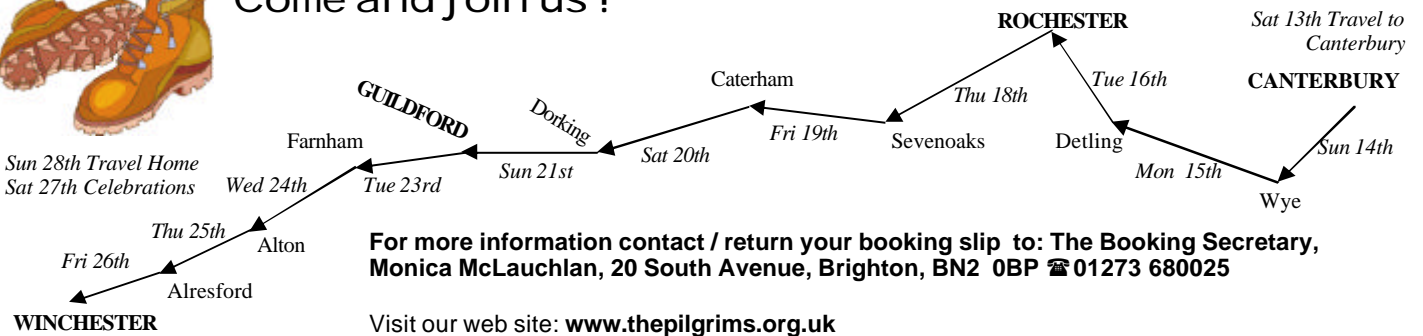 Come and join us !
ROCHESTER
Sat 13th Travel to
Canterbury
CANTERBURY
Caterham
Tue 16th
Thu 18th
GUILDFORD
Dorking
Fri 19th
Sevenoaks
Detling
Sun 14th
Farnham
Sun 28th Travel Home
Sat 27th Celebrations
Wed 24th
Tue 23rd
Sun 21st
Sat 20th
Mon 15th
Wye
Thu 25th
Alton
Fri 26th
Alresford
WINCHESTER
For more information contact / return your booking slip to: The Booking Secretary,
Monica McLauchlan, 20 South Avenue, Brighton, BN2 0BP ☎ 01273 680025
Visit our web site: www.thepilgrims.org.uk